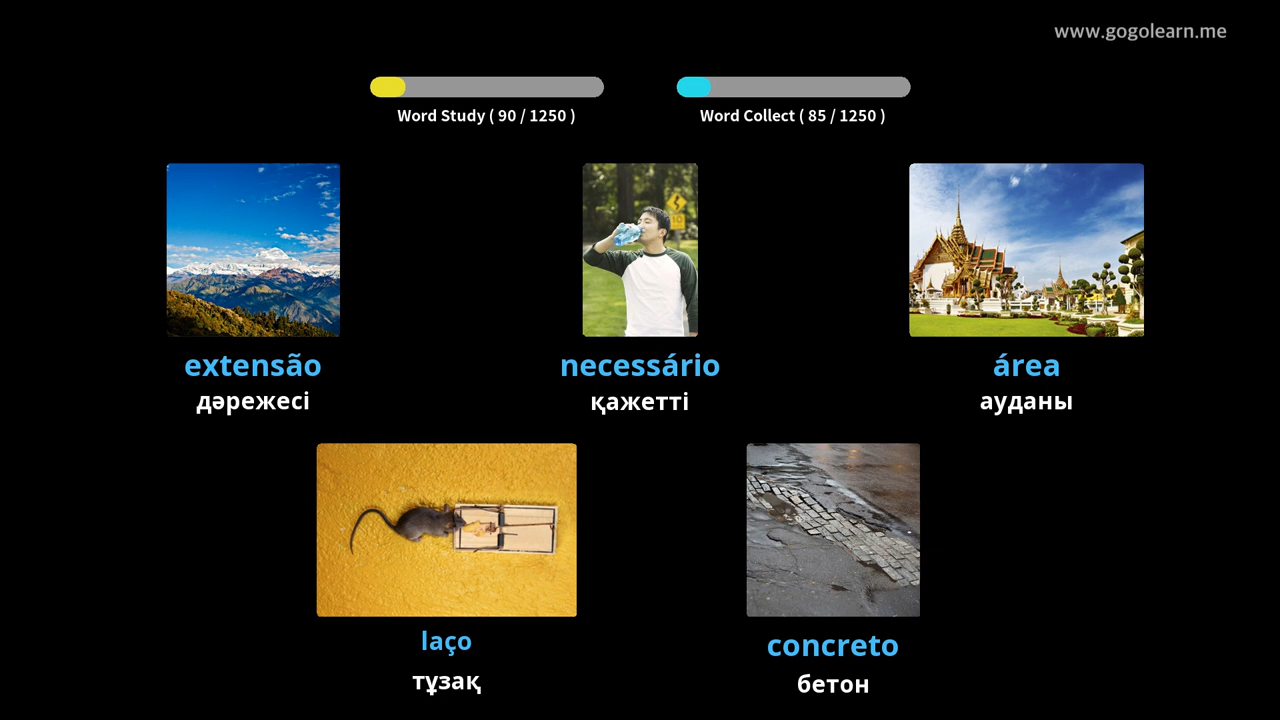 www.gogolearn.me
Word Study ( 90 / 1250 )
Word Collect ( 85 / 1250 )
extensão
дәрежесі
necessário
қажетті
área
ауданы
laço
тұзақ
concreto
бетон